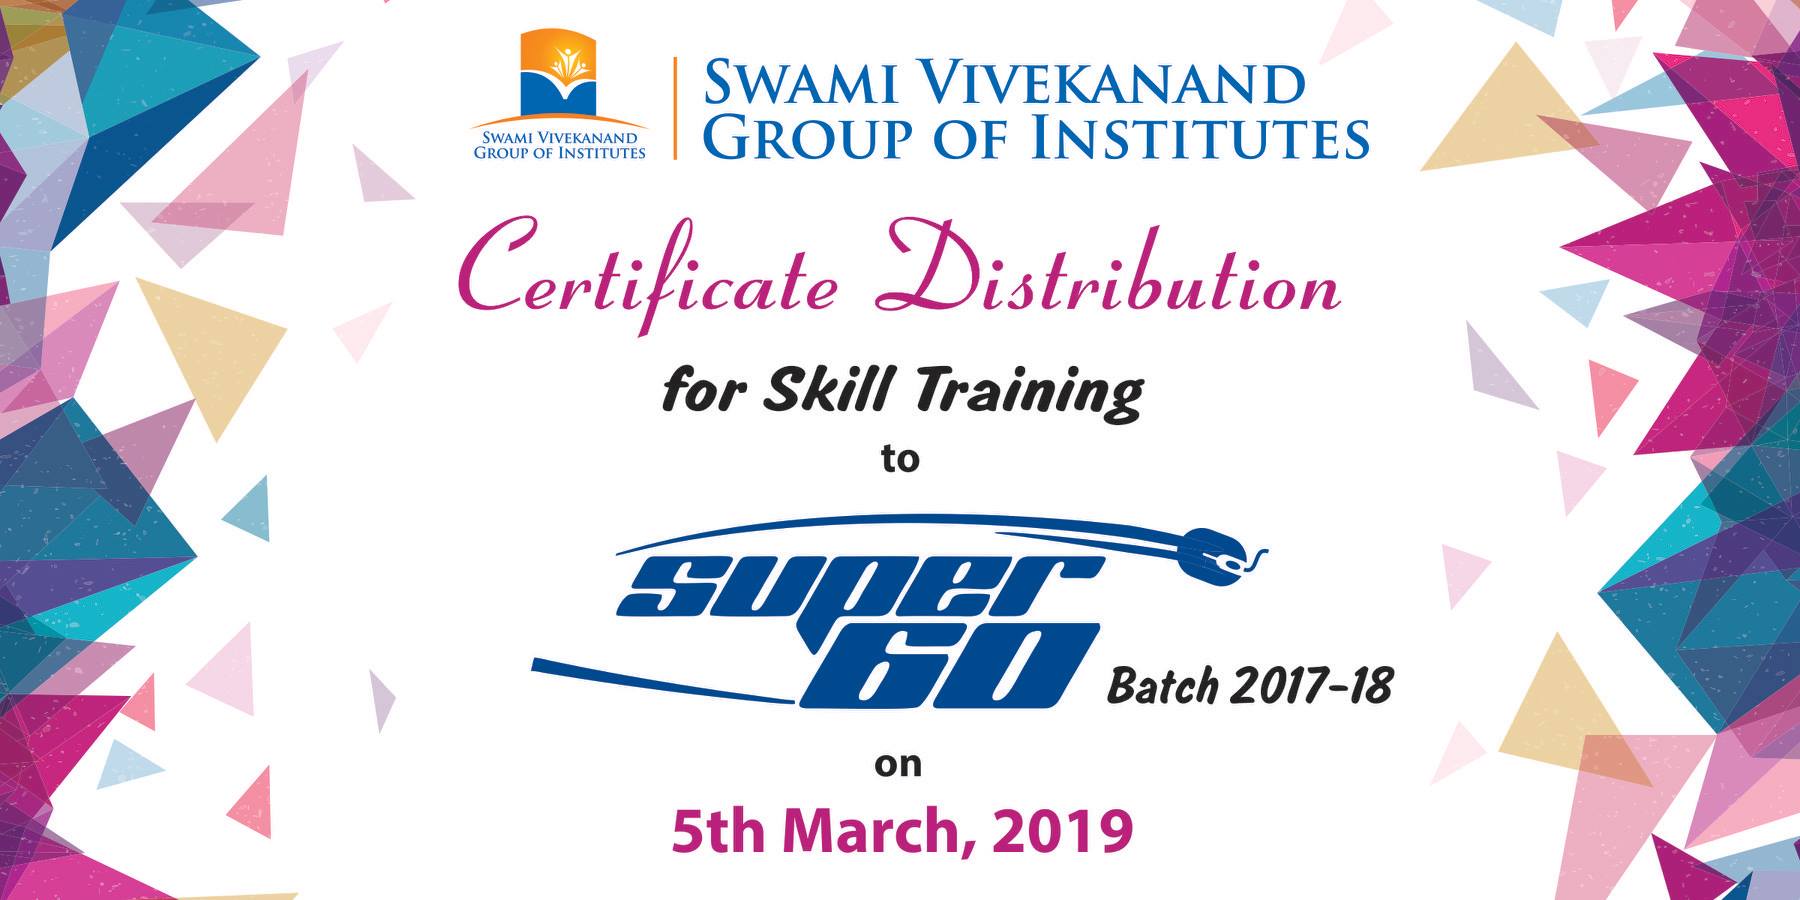 Swami Vivekanand
Group of Institutes
Swami Vivekanand
Group of Institutes
Certificate Distribution
for Skill Training
to
super
60
Batch 2017-18
on
5th March, 2019